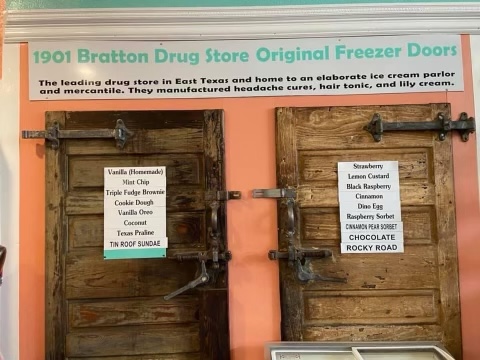 1901 Bratton Drug Store Original Freezer Doors
The leading drug store in East Texas and home to an elaborate ice cream parlor
and mercantile. They manufactured headache cures, hair tonic, and lily cream.
Vanilla (Homemade)
Mint Chip
Triple Fudge Brownie
Cookie Dough
Vanilla Oreo
Coconut
Texas Praline
TIN ROOF SUNDAE
Strawberry
Lemon Custard
Black Raspberry
Cinnamon
Dino Egg
Raspberry Sorbet
CINNAMON PEAR SORBET
CHOCOLATE
ROCKY ROAD